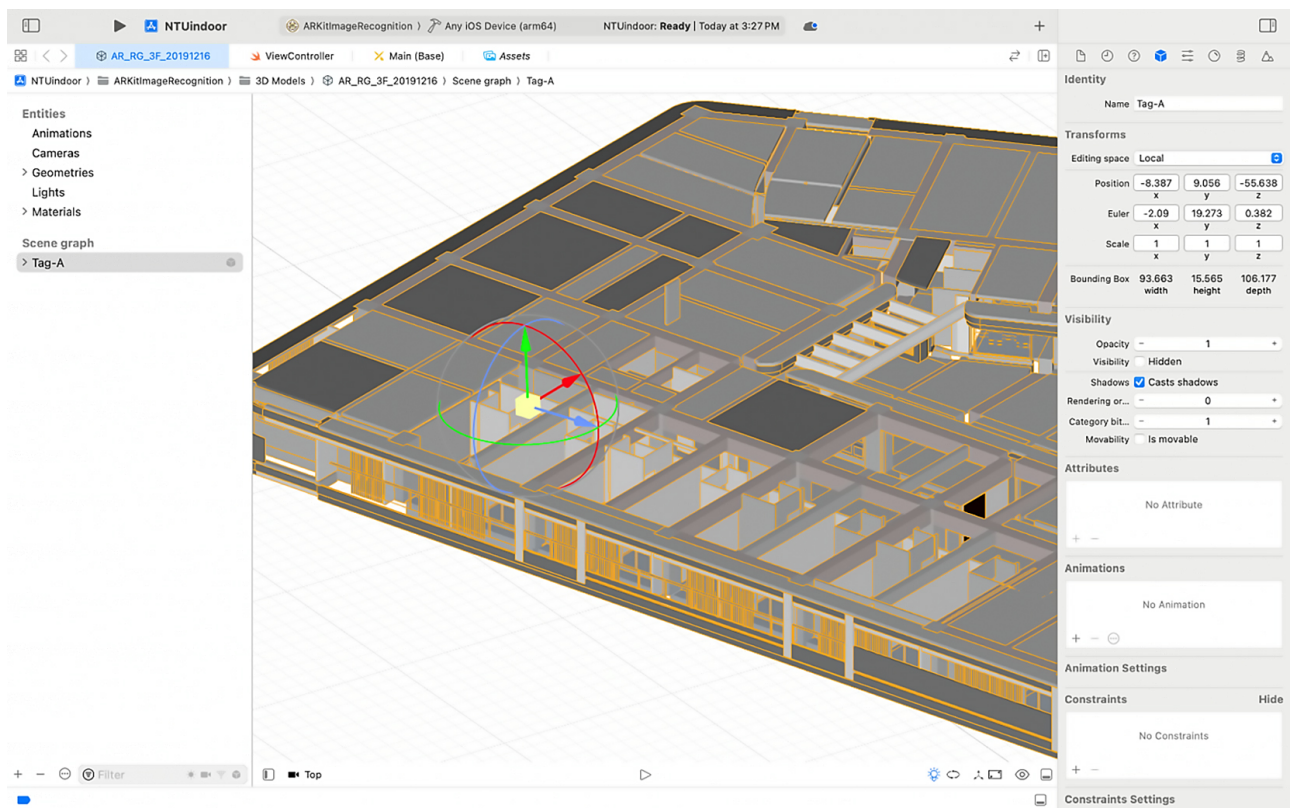 NTUindoor
ARKitImageRecognition ⟩ Any iOS Device (arm64)
NTUindoor: Ready | Today at 3:27 PM
AR_RG_3F_20191216
ViewController
Main (Base)
Assets
NTUindoor ⟩ ARKitImageRecognition ⟩ 3D Models ⟩ AR_RG_3F_20191216 ⟩ Scene graph ⟩ Tag-A
Entities
Animations
Cameras
Geometries
Lights
Materials
Scene graph
Tag-A
Filter
Top
Identity
Name Tag-A
Transforms
Editing space Local
Position -8.387 9.056 -55.638
x y z
Euler -2.09 19.273 0.382
x y z
Scale 1 1 1
x y z
Bounding Box 93.663 15.565 106.177
width height depth
Visibility
Opacity − 1 +
Visibility Hidden
Shadows Casts shadows
Rendering or... − 0 +
Category bit... − 1 +
Movability Is movable
Attributes
No Attribute
+ −
Animations
No Animation
+ −
Animation Settings
Constraints Hide
No Constraints
+ −
Constraints Settings